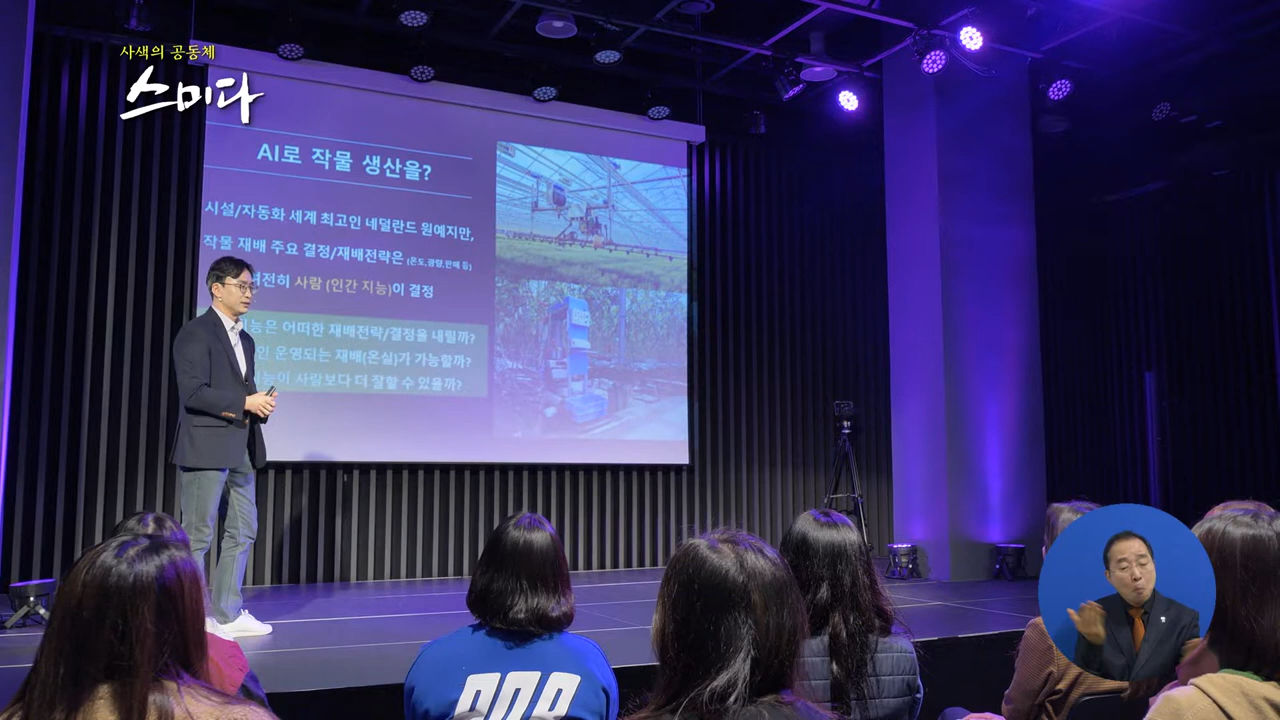 사색의 공동체
스미다
AI로 작물 생산을?
시설/자동화 세계 최고인 네덜란드 원예지만,
작물 재배 주요 결정/재배전략은 (온도,광량,판매 등)
여전히 사람 (인간 지능)이 결정
어떠한 재배전략/결정을 내릴까?
운영되는 재배(온실)가 가능할까?
사람보다 더 잘할 수 있을까?